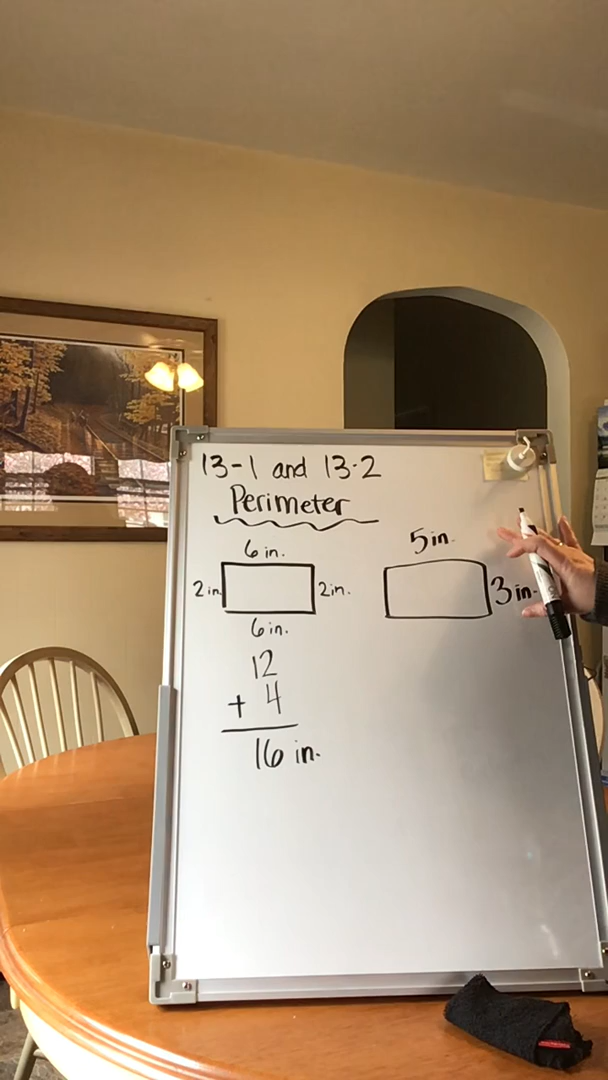 13-1 and 13-2
Perimeter
6 in.
2 in.
2 in.
6 in.
12
+ 4
16 in.
5 in.
3 in.